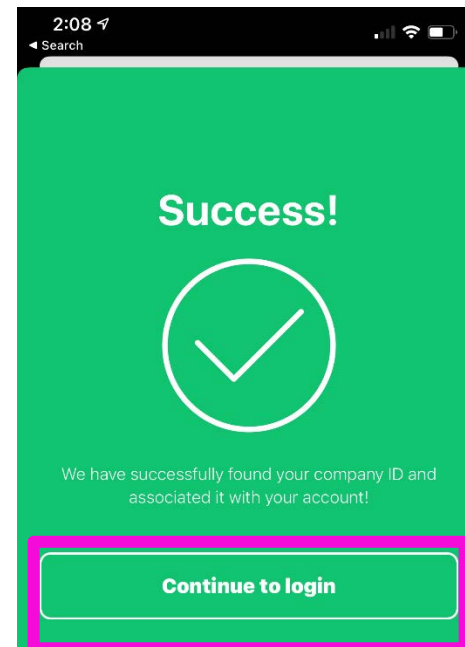 2:08
Search
Success!
We have successfully found your company ID and
associated it with your account!
Continue to login